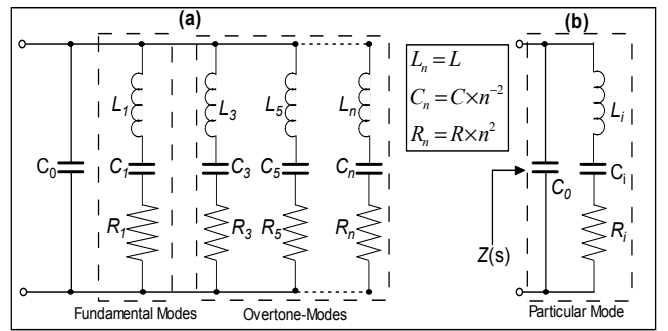 (a)
(b)
L₁
L₃
L₅
Lₙ
Lₙ = L
Cₙ = C×n⁻²
Rₙ = R×n²
Lᵢ
C₀
C₁
C₃
C₅
Cₙ
C₀
Cᵢ
R₁
R₃
R₅
Rₙ
Z(s)
Rᵢ
Fundamental Modes
Overtone-Modes
Particular Mode